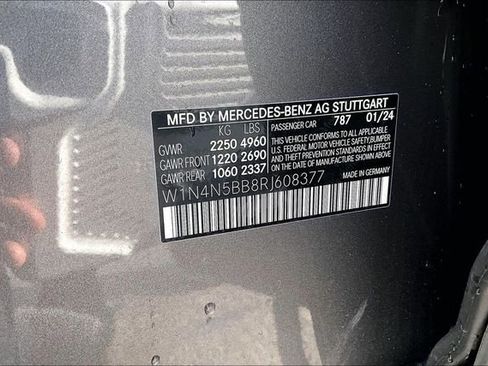 MFD BY MERCEDES-BENZ AG STUTTGART
KG LBS PASSENGER CAR 787 01/24
GVWR 2250 4960
GAWR FRONT 1220 2690
GAWR REAR 1060 2337
THIS VEHICLE CONFORMS TO ALL APPLICABLE
U.S. FEDERAL MOTOR VEHICLE SAFETY, BUMPER
AND THEFT PREVENTION STANDARDS IN EFFECT
ON THE DATE OF MANUFACTURE SHOWN ABOVE.
W1N4N5BB8RJ608377
MADE IN GERMANY